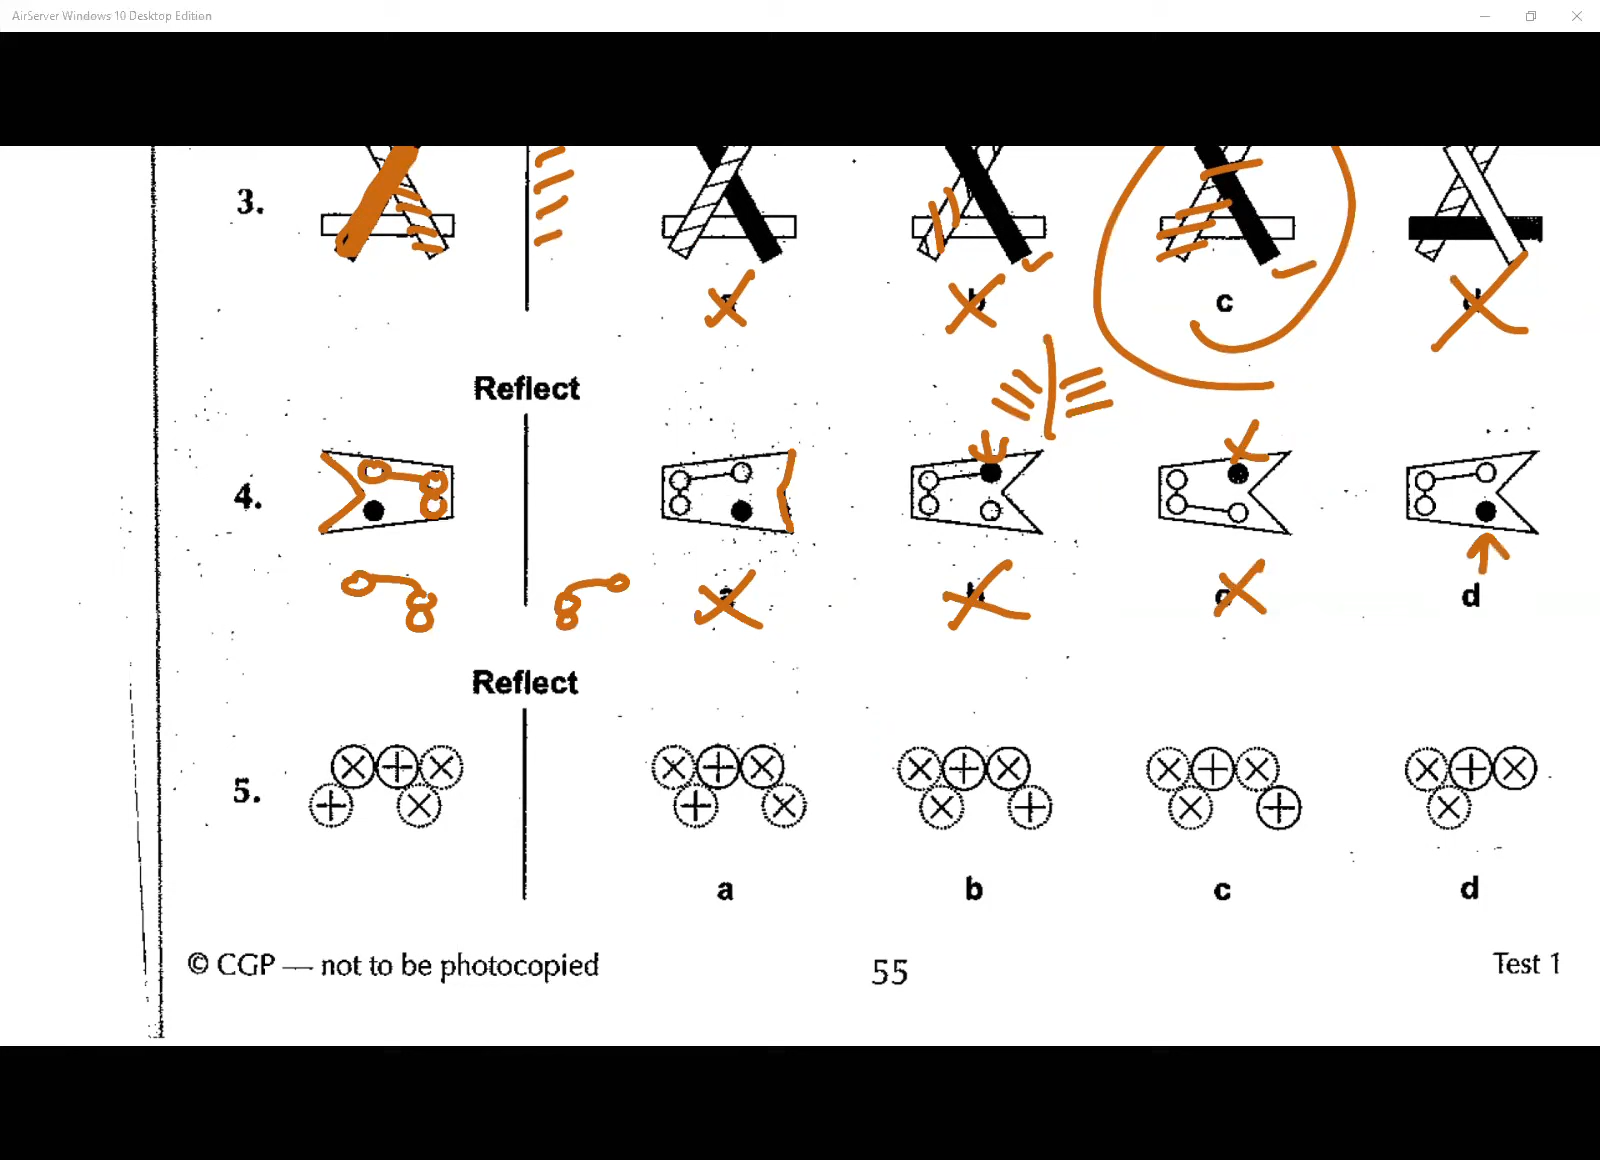 AirServer Windows 10 Desktop Edition
3.
b
c
Reflect
4.
d
Reflect
5.
a
b
c
d
© CGP — not to be photocopied
55
Test 1